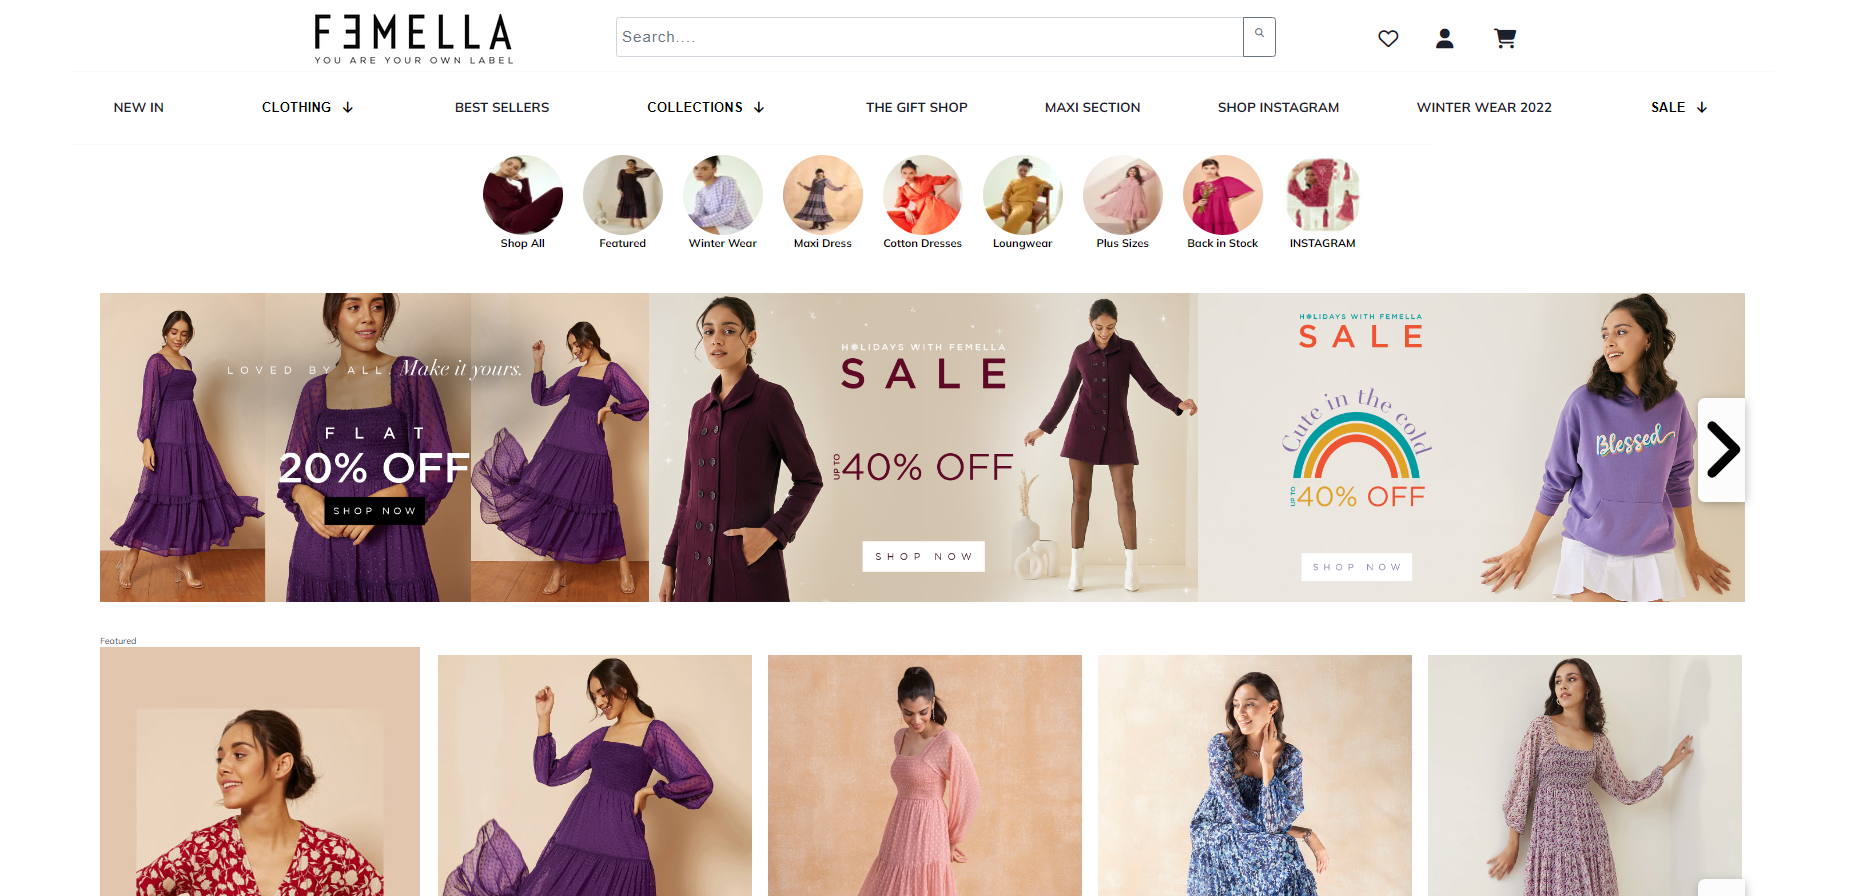 FEMELLA
YOU ARE YOUR OWN LABEL
Search....
NEW IN
CLOTHING
BEST SELLERS
COLLECTIONS
THE GIFT SHOP
MAXI SECTION
SHOP INSTAGRAM
WINTER WEAR 2022
SALE
Shop All
Featured
Winter Wear
Maxi Dress
Cotton Dresses
Loungwear
Plus Sizes
Back in Stock
INSTAGRAM
LOVED BY ALL. Make it yours.
FLAT
20% OFF
SHOP NOW
HOLIDAYS WITH FEMELLA
SALE
UP TO 40% OFF
SHOP NOW
HOLIDAYS WITH FEMELLA
SALE
Cute in the cold
UP TO 40% OFF
SHOP NOW
Blessed
Featured